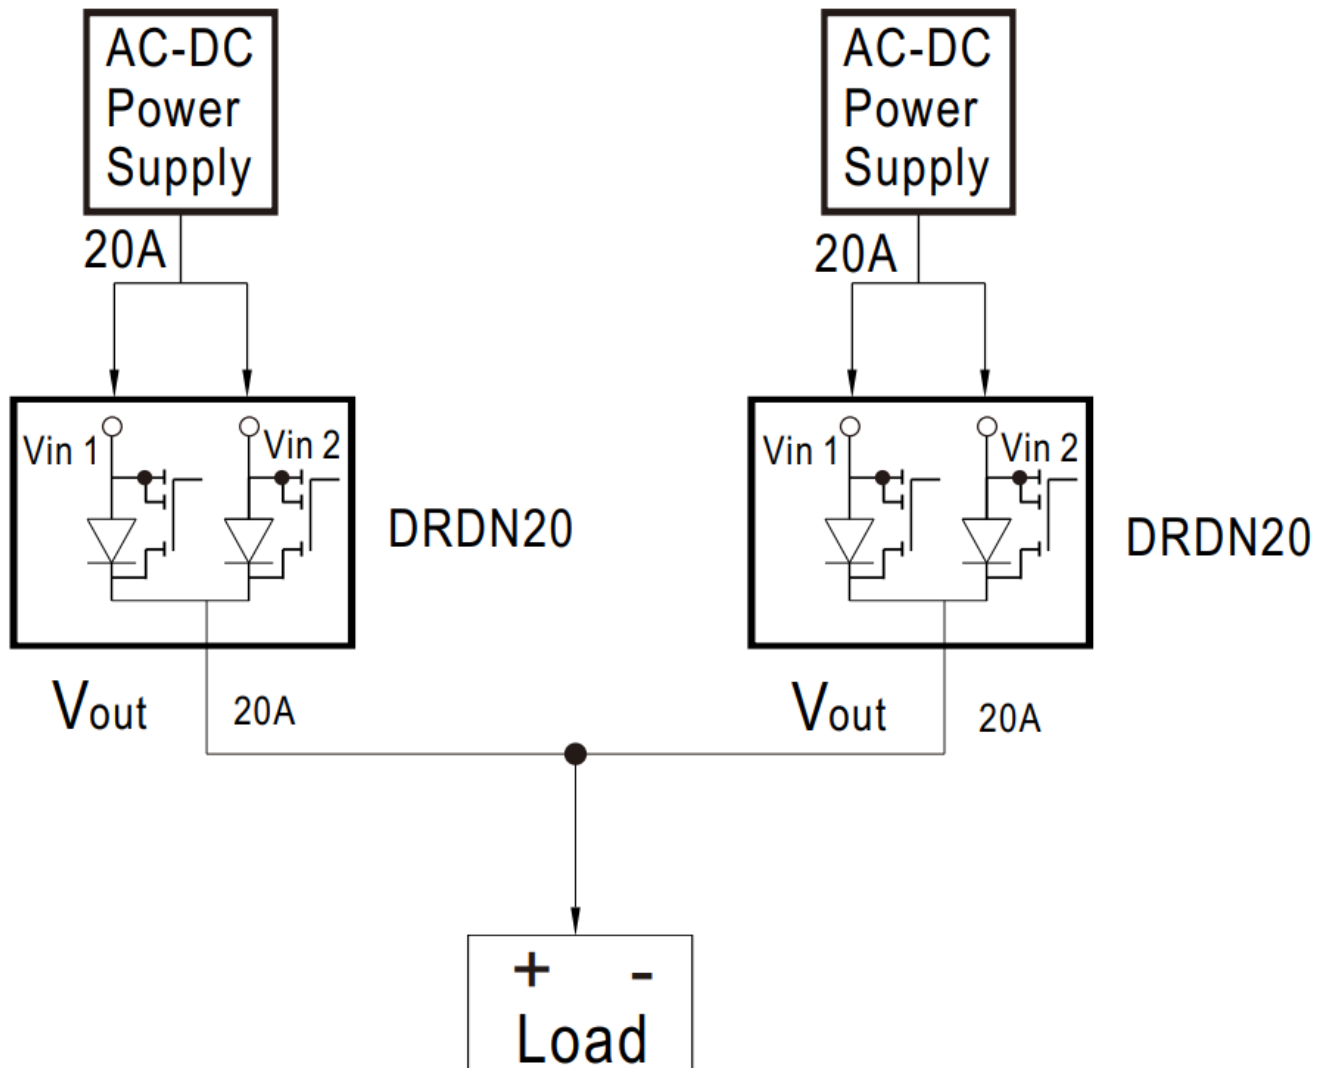 AC-DC
Power
Supply
20A
AC-DC
Power
Supply
20A
Vin 1
Vin 2
DRDN20
Vin 1
Vin 2
DRDN20
Vout
20A
Vout
20A
+ -
Load